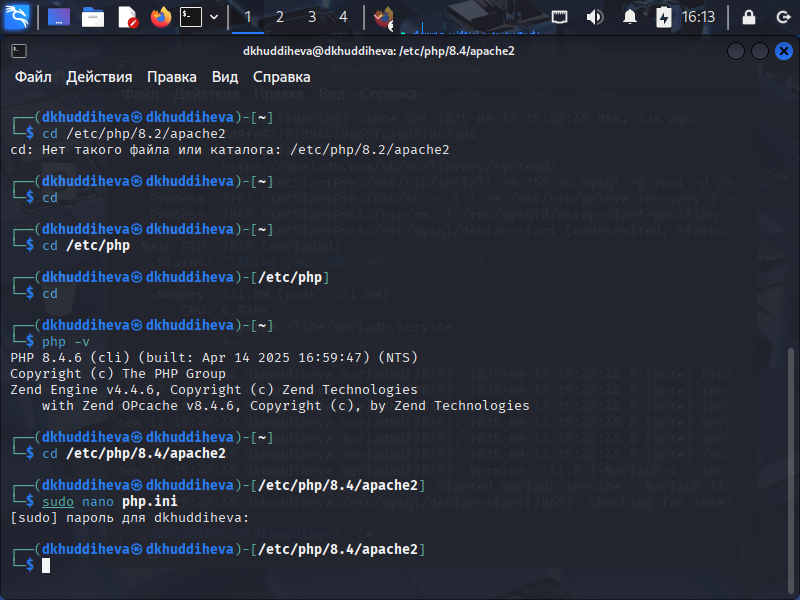 1 2 3 4 16:13
dkhuddiheva@dkhuddiheva: /etc/php/8.4/apache2
Файл Действия Правка Вид Справка
┌──(dkhuddiheva㉿dkhuddiheva)-[~]
└─$ cd /etc/php/8.2/apache2
cd: Нет такого файла или каталога: /etc/php/8.2/apache2
┌──(dkhuddiheva㉿dkhuddiheva)-[~]
└─$ cd
┌──(dkhuddiheva㉿dkhuddiheva)-[~]
└─$ cd /etc/php
┌──(dkhuddiheva㉿dkhuddiheva)-[/etc/php]
└─$ cd
┌──(dkhuddiheva㉿dkhuddiheva)-[~]
└─$ php -v
PHP 8.4.6 (cli) (built: Apr 14 2025 16:59:47) (NTS)
Copyright (c) The PHP Group
Zend Engine v4.4.6, Copyright (c) Zend Technologies
    with Zend OPcache v8.4.6, Copyright (c), by Zend Technologies
┌──(dkhuddiheva㉿dkhuddiheva)-[~]
└─$ cd /etc/php/8.4/apache2
┌──(dkhuddiheva㉿dkhuddiheva)-[/etc/php/8.4/apache2]
└─$ sudo nano php.ini
[sudo] пароль для dkhuddiheva:
┌──(dkhuddiheva㉿dkhuddiheva)-[/etc/php/8.4/apache2]
└─$